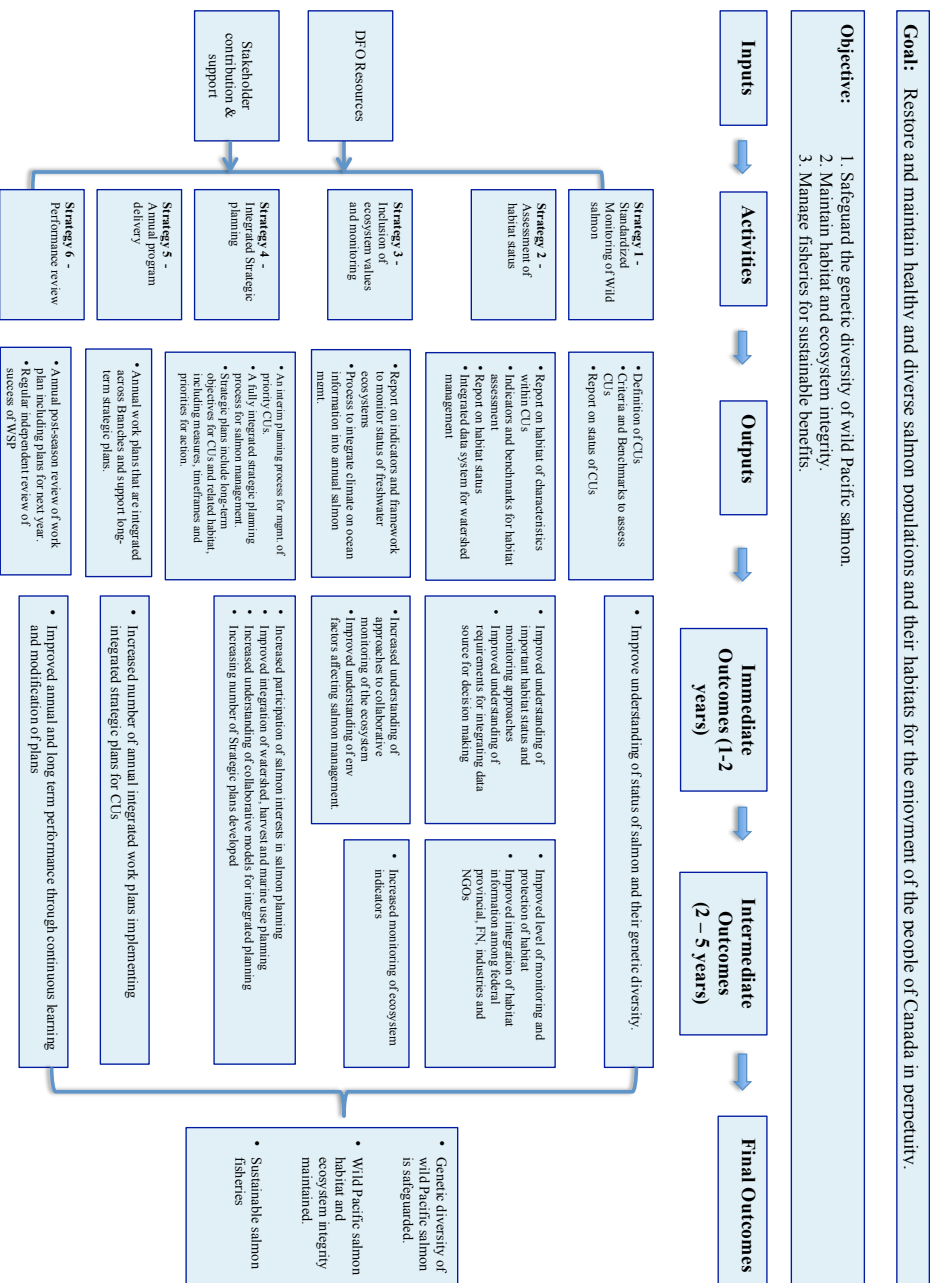 Goal: Restore and maintain healthy and diverse salmon populations and their habitats for the enjoyment of the people of Canada in perpetuity.
Objective:
1. Safeguard the genetic diversity of wild Pacific salmon.
2. Maintain habitat and ecosystem integrity.
3. Manage fisheries for sustainable benefits.
Inputs
Activities
Outputs
Immediate
Outcomes (1-2
years)
Intermediate
Outcomes
(2 – 5 years)
Final Outcomes
DFO Resources
Stakeholder
contribution &
support
Strategy 1 -
Standardized
Monitoring of Wild
salmon
• Definition of CUs
• Criteria and Benchmarks to assess
CUs
• Report on status of CUs
• Improve understanding of status of salmon and their genetic diversity.
Strategy 2 -
Assessment of
habitat status
• Report on habitat of characteristics
within CUs
• Indicators and benchmarks for habitat
assessment
• Report on habitat status
• Integrated data system for watershed
management
• Improved understanding of
important habitat status and
monitoring approaches
• Improved understanding of
requirements for integrating data
source for decision making
• Improved level of monitoring and
protection of habitat
• Improved integration of habitat
information among federal
provincial, FN, industries and
NGOs
Strategy 3 -
Inclusion of
ecosystem values
and monitoring
• Report on indicators and framework
to monitor status of freshwater
ecosystems
• Process to integrate climate on ocean
information into annual salmon
mgmt.
• Increased understanding of
approaches to collaborative
monitoring of the ecosystem
• Improved understanding of env
factors affecting salmon management.
• Increased monitoring of ecosystem
indicators
Strategy 4 -
Integrated Strategic
planning
• An interim planning process for mgmt. of
priority CUs.
• A fully integrated strategic planning
process for salmon management.
• Strategic plans include long-term
objectives for CUs and related habitat,
including measures, timeframes and
priorities for action.
• Increased participation of salmon interests in salmon planning
• Improved integration of watershed, harvest and marine use planning
• Increased understanding of collaborative models for integrated planning
• Increasing number of Strategic plans developed
Strategy 5 -
Annual program
delivery
• Annual work plans that are integrated
across Branches and support long-
term strategic plans.
• Increased number of annual integrated work plans implementing
integrated strategic plans for CUs
Strategy 6 -
Performance review
• Annual post-season review of work
plan including plans for next year.
• Regular independent review of
success of WSP
• Improved annual and long term performance through continuous learning
and modification of plans
• Genetic diversity of
wild Pacific salmon
is safeguarded.
• Wild Pacific salmon
habitat and
ecosystem integrity
maintained.
• Sustainable salmon
fisheries